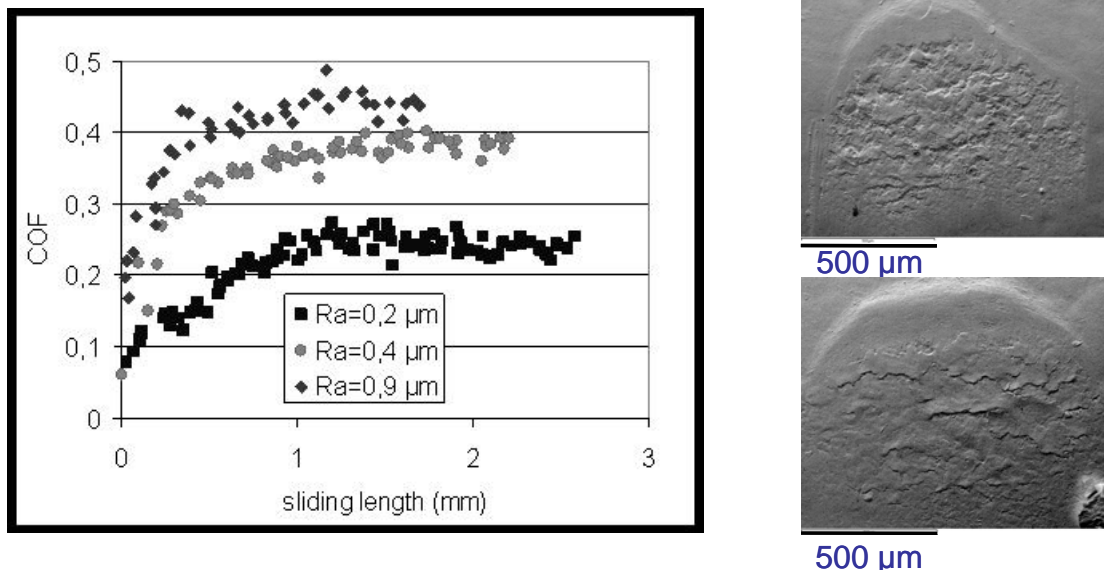 0,5
0,4
0,3
0,2
0,1
0
COF
0
1
2
3
sliding length (mm)
Ra=0,2 µm
Ra=0,4 µm
Ra=0,9 µm
500 µm
500 µm